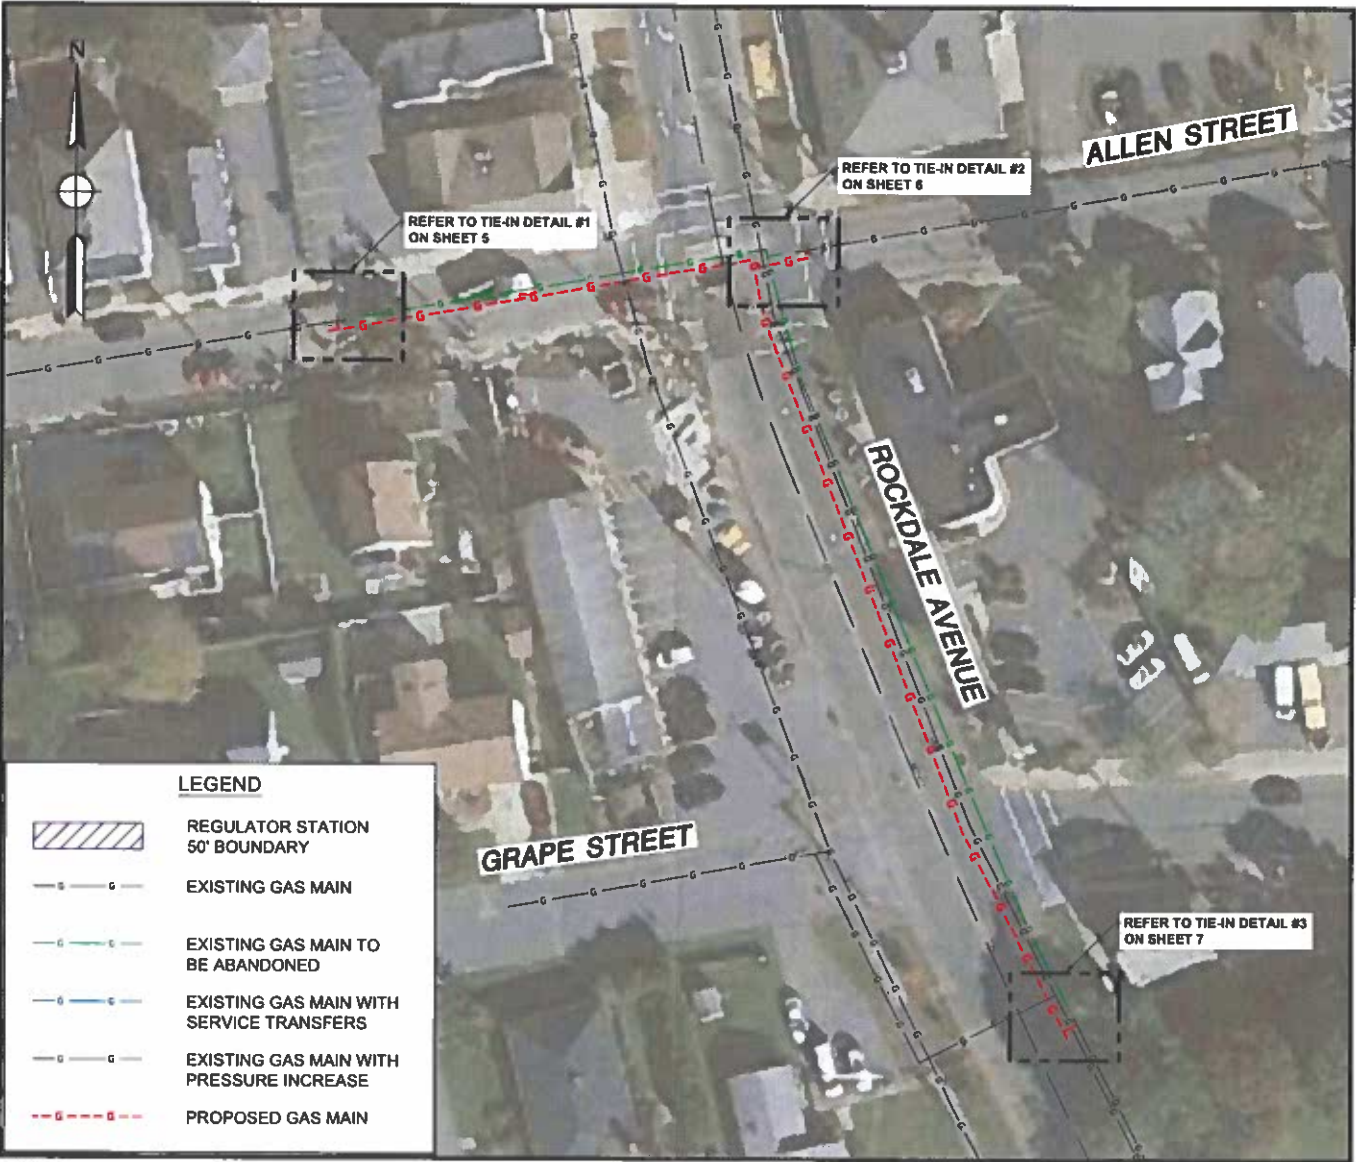 N
ALLEN STREET
REFER TO TIE-IN DETAIL #2
ON SHEET 6
REFER TO TIE-IN DETAIL #1
ON SHEET 5
ROCKDALE AVENUE
GRAPE STREET
REFER TO TIE-IN DETAIL #3
ON SHEET 7
LEGEND
REGULATOR STATION
50' BOUNDARY
G G EXISTING GAS MAIN
G G EXISTING GAS MAIN TO
BE ABANDONED
G G EXISTING GAS MAIN WITH
SERVICE TRANSFERS
G G EXISTING GAS MAIN WITH
PRESSURE INCREASE
G G PROPOSED GAS MAIN